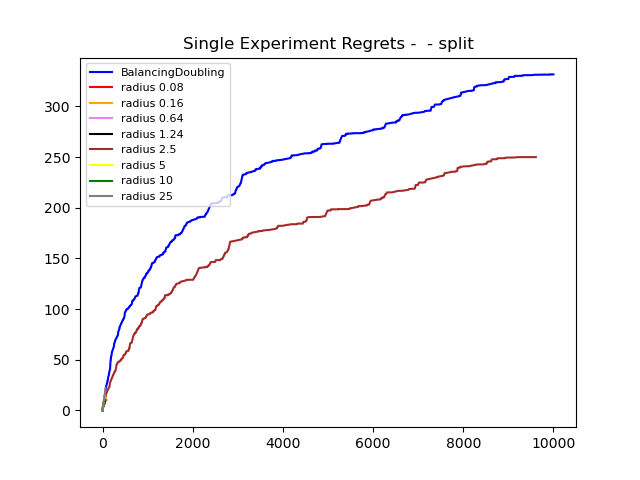 Single Experiment Regrets -  - split
BalancingDoubling
radius 0.08
radius 0.16
radius 0.64
radius 1.24
radius 2.5
radius 5
radius 10
radius 25
300
250
200
150
100
50
0
0 2000 4000 6000 8000 10000